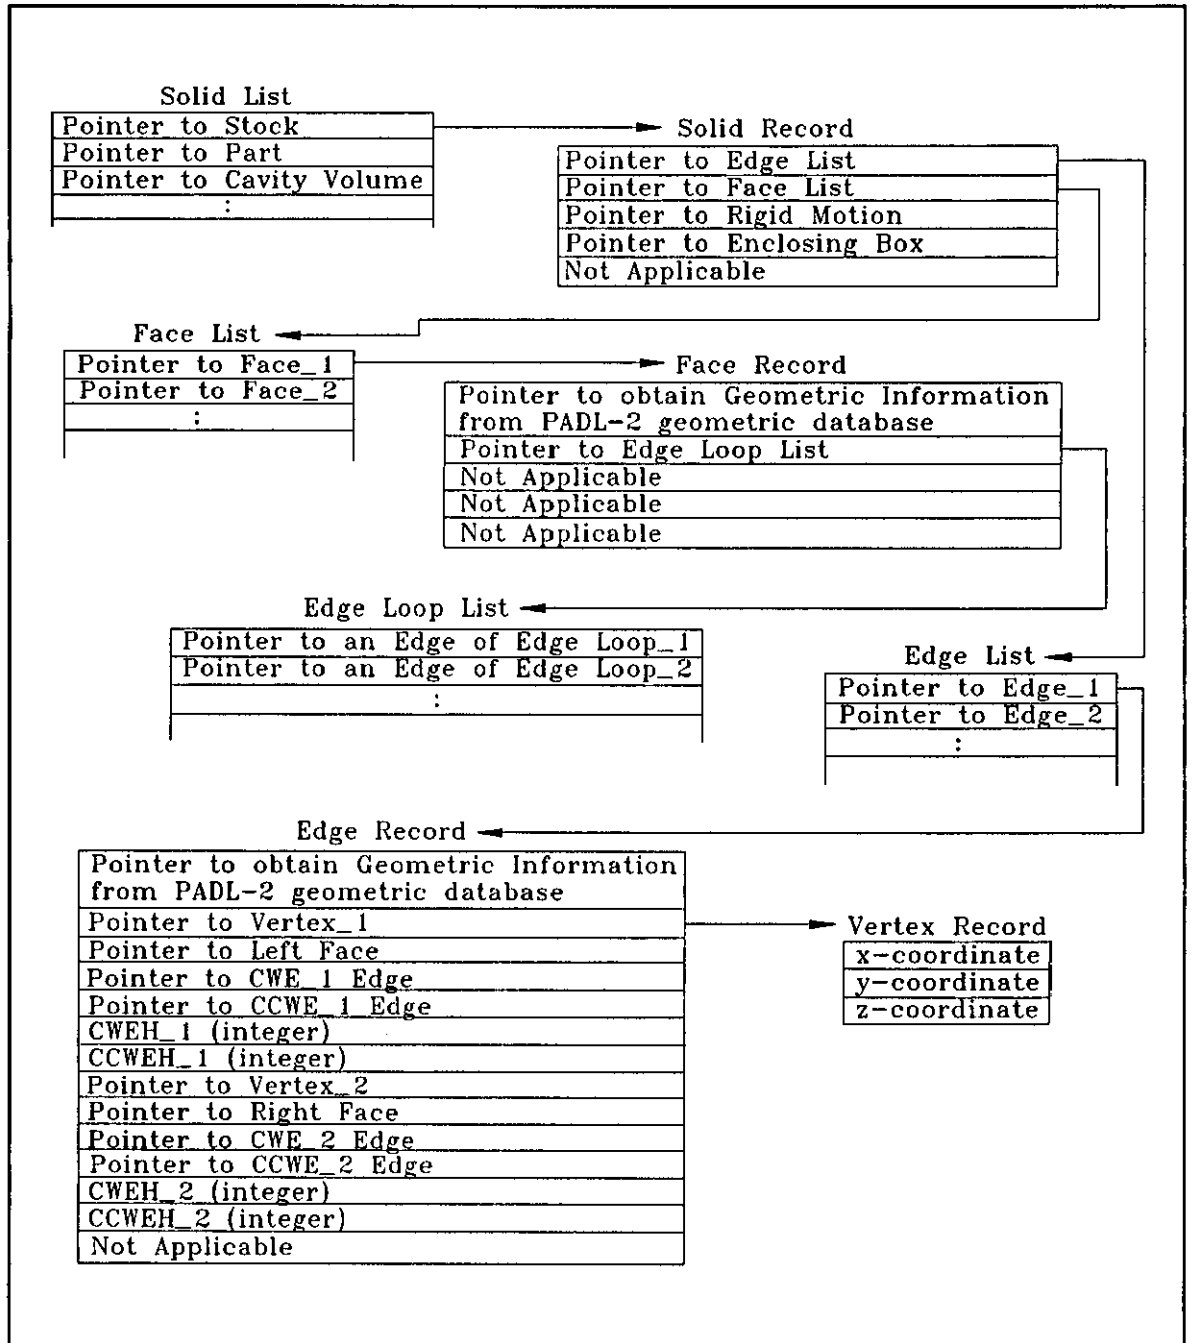 Solid List
Pointer to Stock
Pointer to Part
Pointer to Cavity Volume
:
Solid Record
Pointer to Edge List
Pointer to Face List
Pointer to Rigid Motion
Pointer to Enclosing Box
Not Applicable
Face List
Pointer to Face_1
Pointer to Face_2
:
Face Record
Pointer to obtain Geometric Information
from PADL-2 geometric database
Pointer to Edge Loop List
Not Applicable
Not Applicable
Not Applicable
Edge Loop List
Pointer to an Edge of Edge Loop_1
Pointer to an Edge of Edge Loop_2
:
Edge List
Pointer to Edge_1
Pointer to Edge_2
:
Edge Record
Pointer to obtain Geometric Information
from PADL-2 geometric database
Pointer to Vertex_1
Pointer to Left Face
Pointer to CWE_1 Edge
Pointer to CCWE_1 Edge
CWEH_1 (integer)
CCWEH_1 (integer)
Pointer to Vertex_2
Pointer to Right Face
Pointer to CWE_2 Edge
Pointer to CCWE_2 Edge
CWEH_2 (integer)
CCWEH_2 (integer)
Not Applicable
Vertex Record
x-coordinate
y-coordinate
z-coordinate